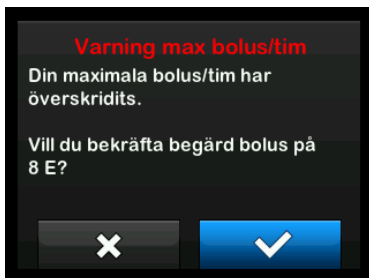 Varning max bolus/tim
Din maximala bolus/tim har
överskridits.
Vill du bekräfta begärd bolus på
8 E?